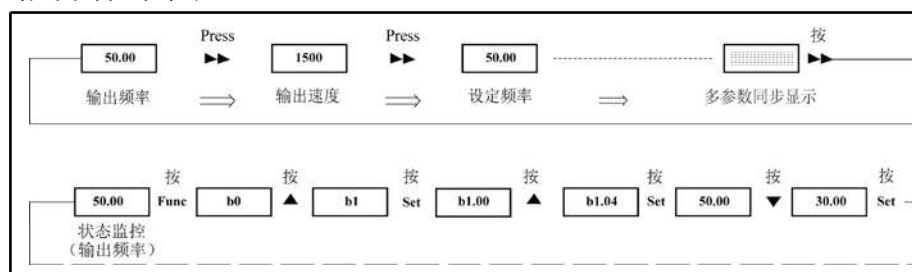 Press Press 按
50.00 ▶▶ 1500 ▶▶ 50.00 ▶▶
输出频率 ⇒ 输出速度 ⇒ 设定频率 ⇒ 多参数同步显示
按 按 按 按 按 按 按
50.00 Func b0 ▲ b1 Set b1.00 ▲ b1.04 Set 50.00 ▼ 30.00 Set
状态监控
（输出频率）